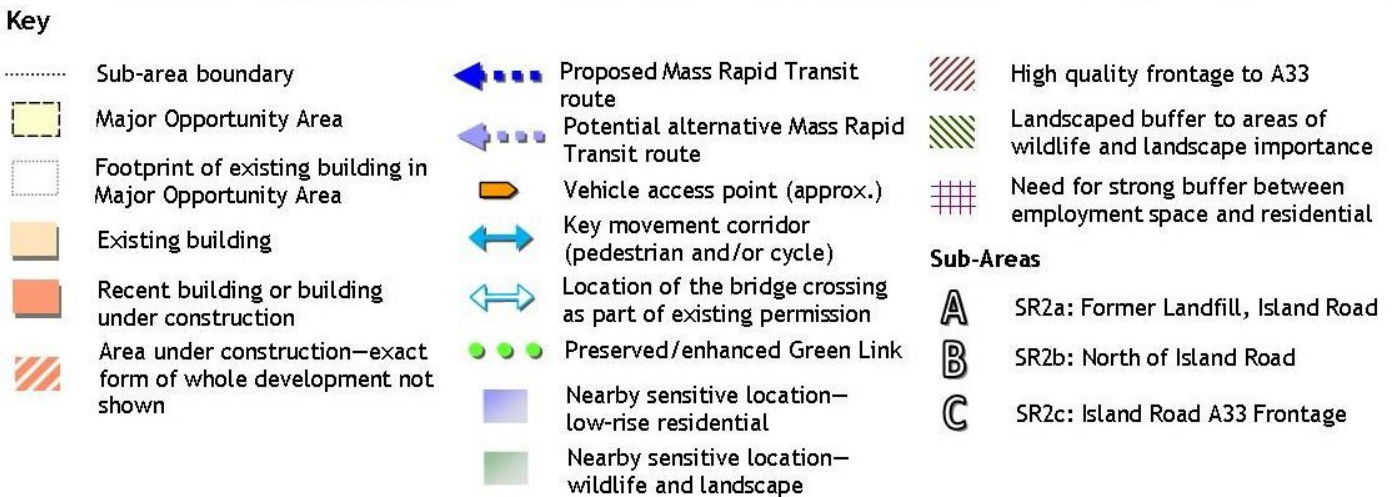 Key
Sub-area boundary
Major Opportunity Area
Footprint of existing building in
Major Opportunity Area
Existing building
Recent building or building
under construction
Area under construction—exact
form of whole development not
shown
Proposed Mass Rapid Transit
route
Potential alternative Mass Rapid
Transit route
Vehicle access point (approx.)
Key movement corridor
(pedestrian and/or cycle)
Location of the bridge crossing
as part of existing permission
Preserved/enhanced Green Link
Nearby sensitive location—
low-rise residential
Nearby sensitive location—
wildlife and landscape
High quality frontage to A33
Landscaped buffer to areas of
wildlife and landscape importance
Need for strong buffer between
employment space and residential
Sub-Areas
A SR2a: Former Landfill, Island Road
B SR2b: North of Island Road
C SR2c: Island Road A33 Frontage